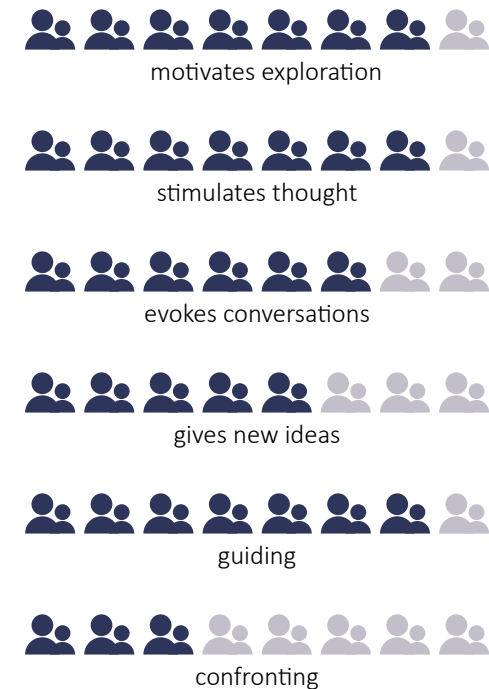 motivates exploration
stimulates thought
evokes conversations
gives new ideas
guiding
confronting